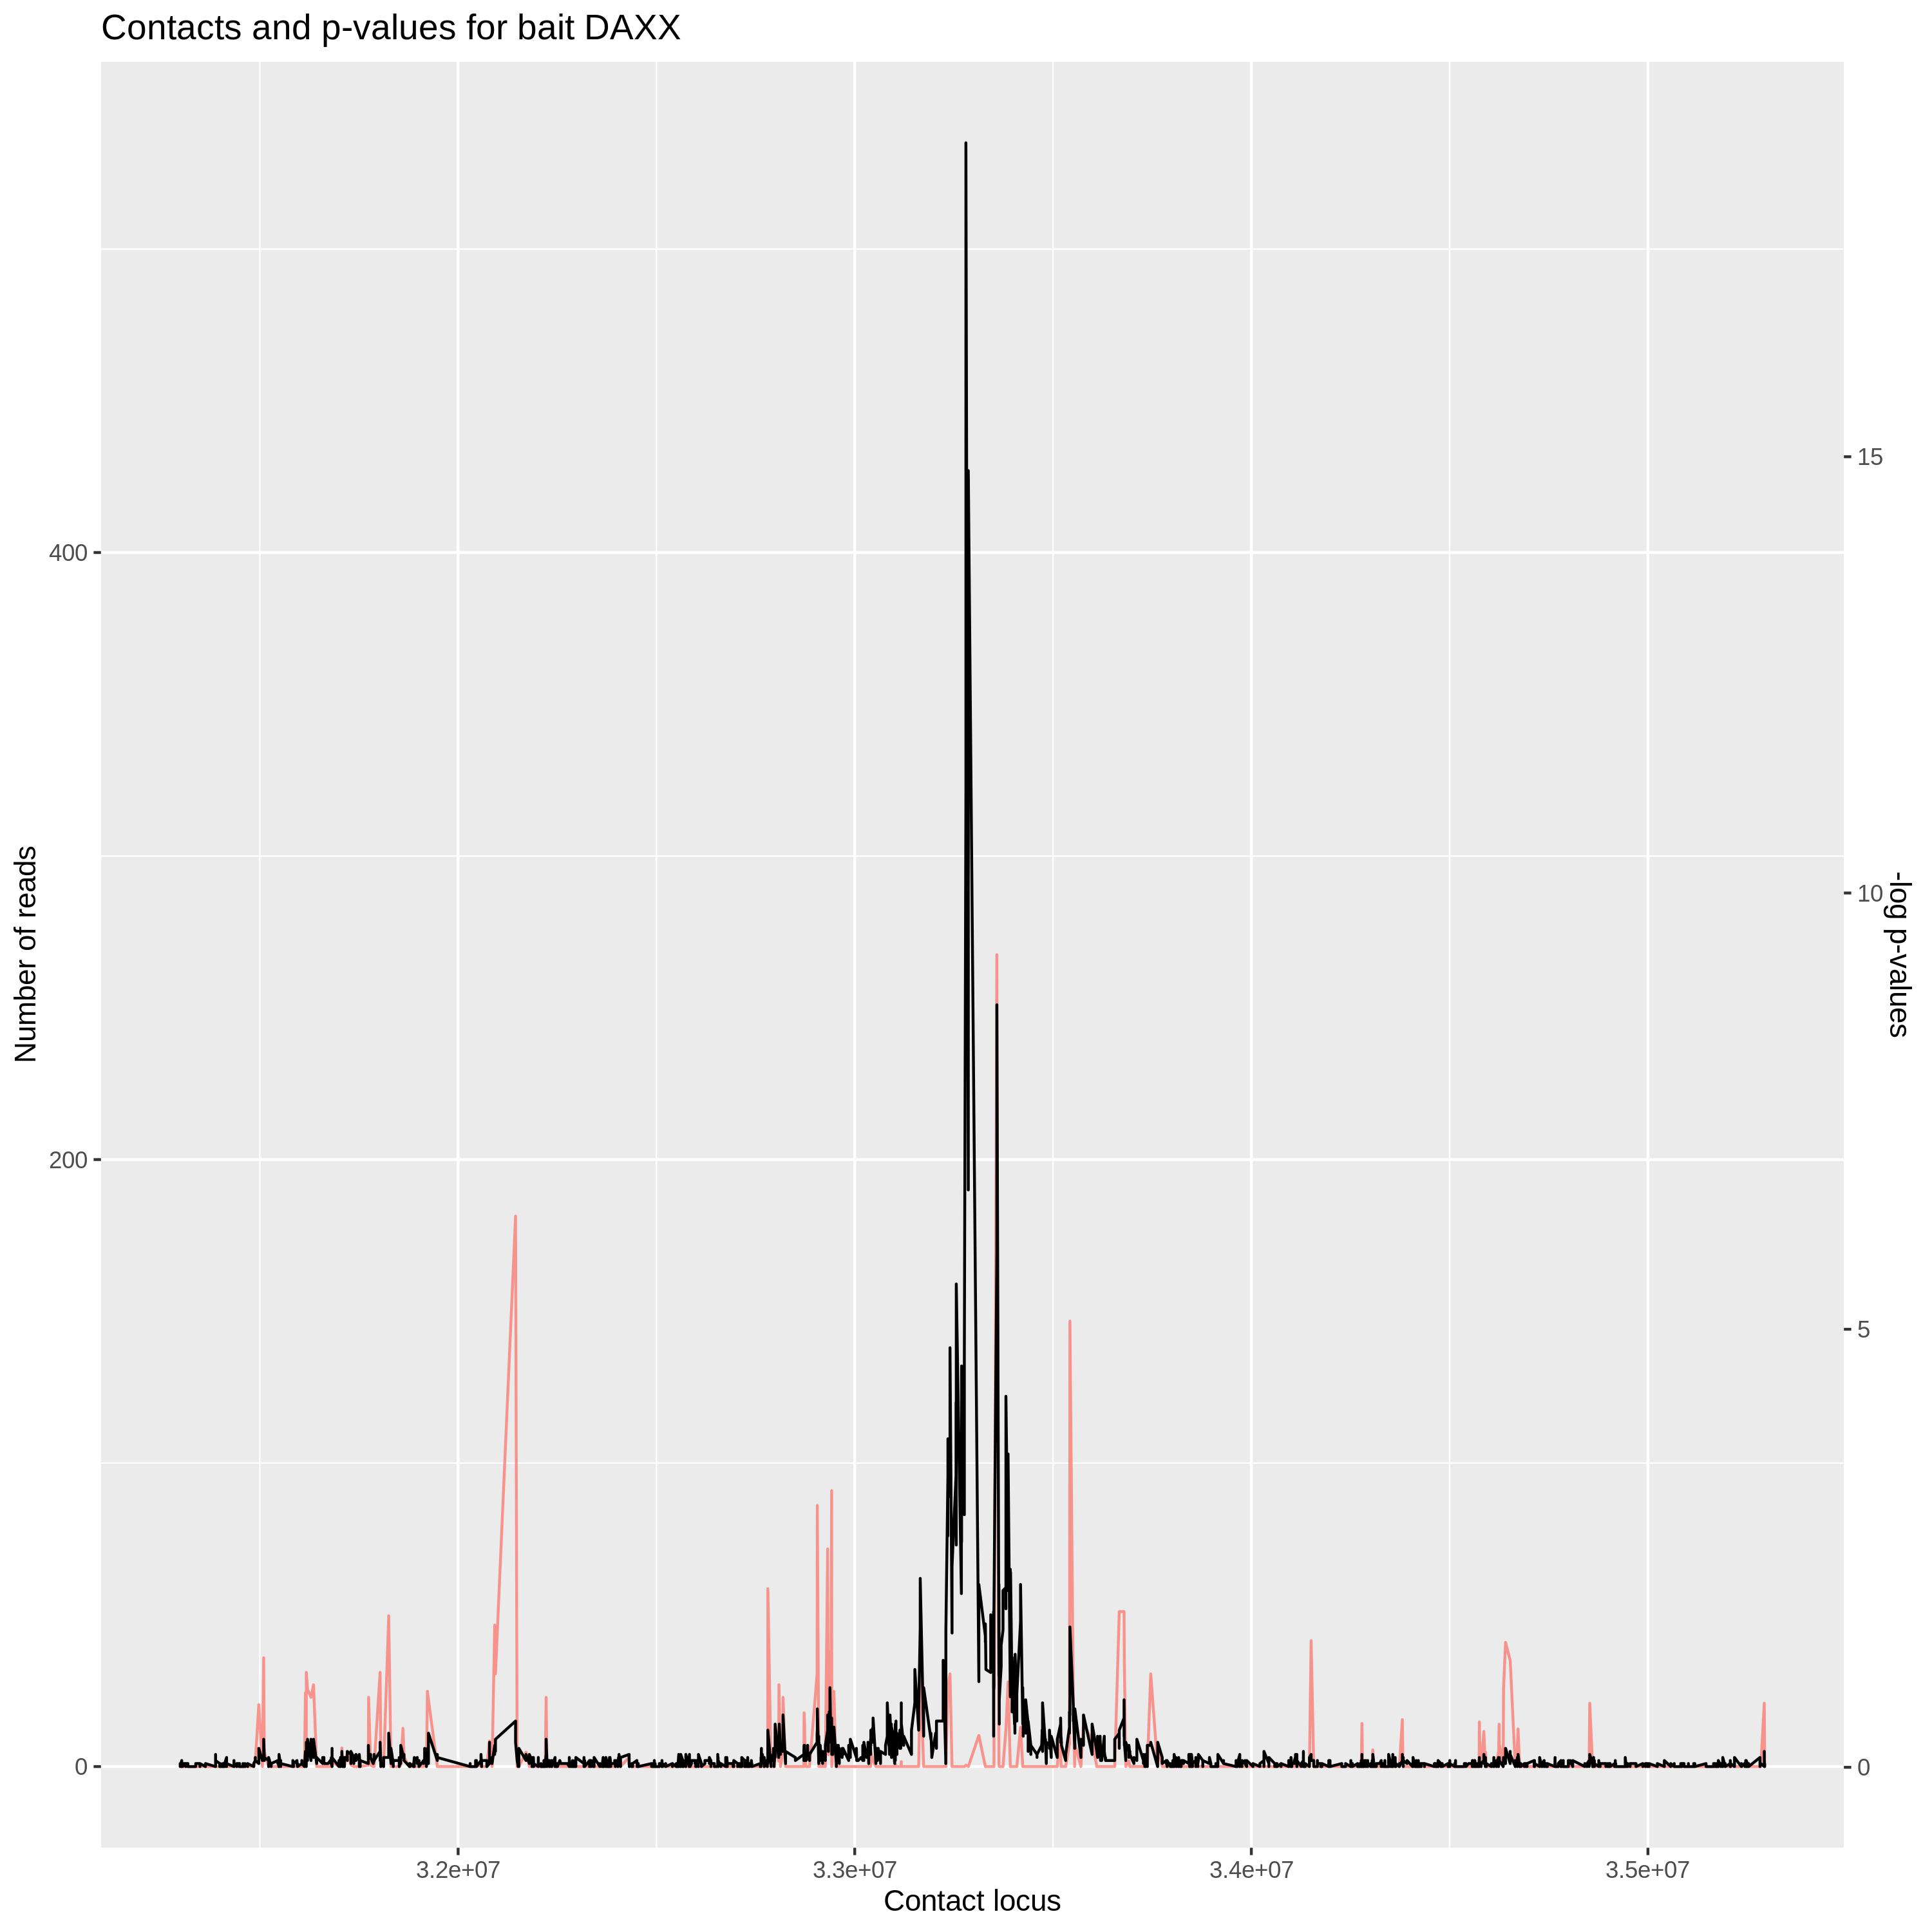 Contacts and p-values for bait DAXX
Number of reads
400
200
0
15
10
5
0
-log p-values
3.2e+07 3.3e+07 3.4e+07 3.5e+07
Contact locus